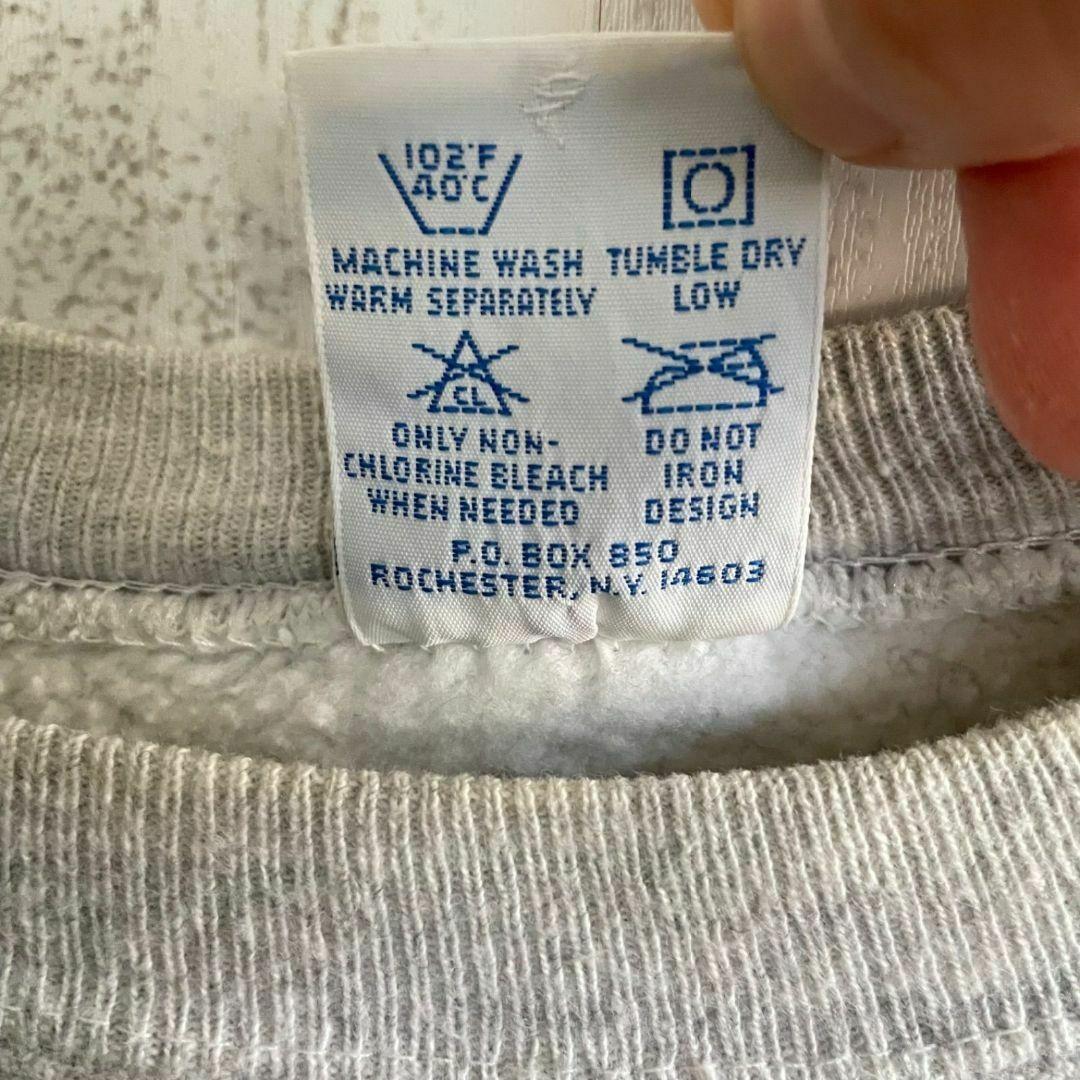 102°F
40°C
MACHINE WASH
WARM SEPARATELY
TUMBLE DRY
LOW
CL
ONLY NON-
CHLORINE BLEACH
WHEN NEEDED
DO NOT
IRON
DESIGN
P.O. BOX 850
ROCHESTER, N.Y. 14603